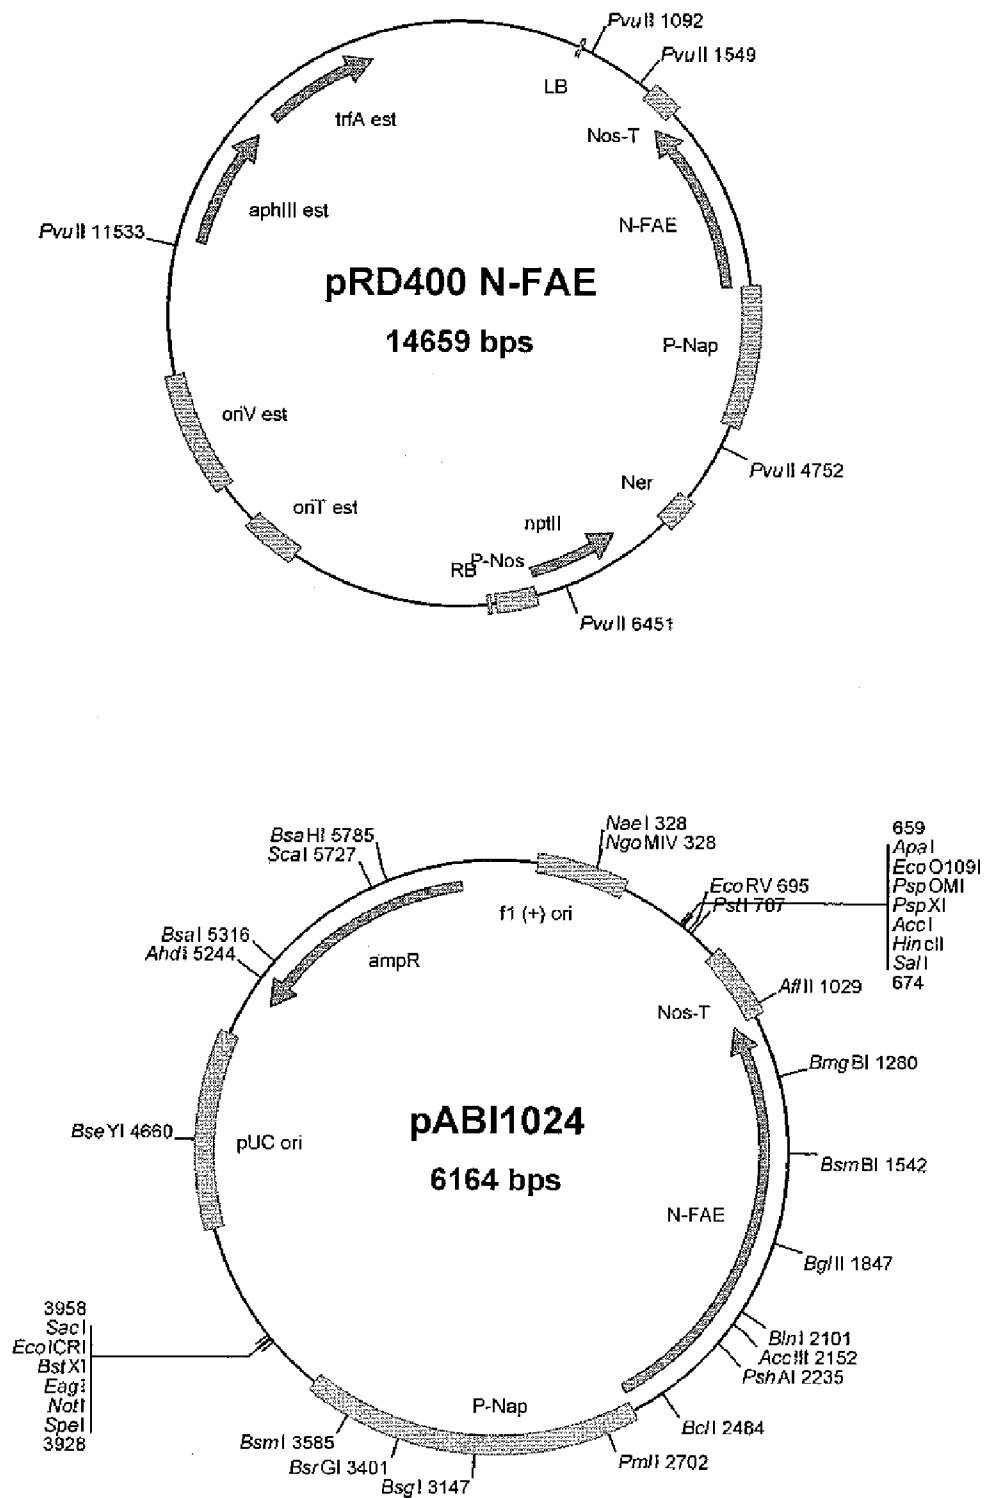 PvuII 1092
PvuII 1549
LB
trfA est
Nos-T
aphIII est
N-FAE
PvuII 11533
pRD400 N-FAE
14659 bps
P-Nap
oriV est
PvuII 4752
Ner
oriT est
nptII
P-Nos
RB
PvuII 6451
NaeI 328
NgoMIV 328
BsaHI 5785
ScaI 5727
659
ApaI
EcoO109I
PspOMI
PspXI
AccI
HincII
SalI
674
EcoRV 695
PstI 707
f1 (+) ori
BsaI 5316
AhdI 5244
ampR
AflII 1029
Nos-T
BmgBI 1280
pABI1024
6164 bps
BseYI 4660
pUC ori
BsmBI 1542
N-FAE
BglII 1847
3958
SacI
EcoICRI
BstXI
EagI
NotI
SpeI
3928
BlnI 2101
AccIII 2152
PshAI 2235
P-Nap
BclI 2484
BsmI 3585
BsrGI 3401
BsgI 3147
PmlI 2702